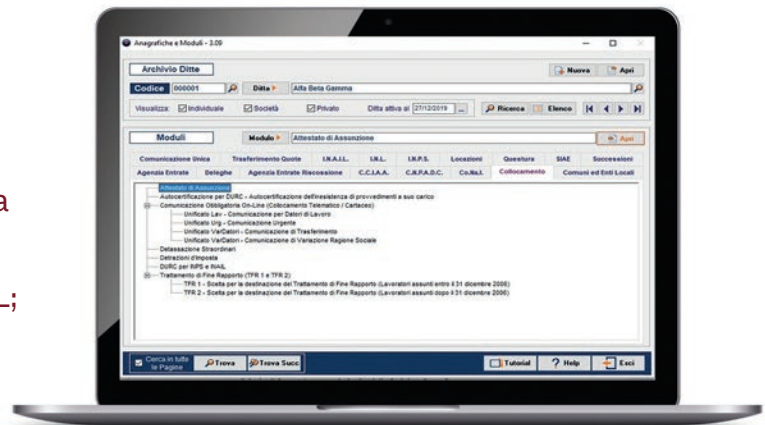 Anagrafiche e Moduli - 3.09
Archivio Ditte
Nuova Apri
Codice 000001 Ditta Alfa Beta Gamma
Visualizza: Individuale Società Privato Ditta attiva al 27/12/2019 ... Ricerca Elenco
Moduli Modulo Attestato di Assunzione Apri
Comunicazione Unica Trasferimento Quote I.N.A.I.L. I.N.L. I.N.P.S. Locazioni Questura SIAE Successioni
Agenzia Entrate Deleghe Agenzia Entrate Riscossione C.C.I.A.A. C.N.P.A.D.C. Co.Na.I. Collocamento Comuni ed Enti Locali
Attestato di Assunzione
Autocertificazione per DURC - Autocertificazione dell'inesistenza di provvedimenti a suo carico
a
Comunicazione Obbligatoria On-Line (Collocamento Telematico / Cartaceo)
Unificato Lav - Comunicazione per Datori di Lavoro
Unificato Urg - Comunicazione Urgente
Unificato VarDatori - Comunicazione di Trasferimento
Unificato VarDatori - Comunicazione di Variazione Ragione Sociale
Detassazione Straordinari
Detrazioni d'imposta
DURC per INPS e INAIL
Trattamento di Fine Rapporto (TFR 1 e TFR 2)
TFR 1 - Scelta per la destinazione del Trattamento di Fine Rapporto (Lavoratori assunti entro il 31 dicembre 2006)
TFR 2 - Scelta per la destinazione del Trattamento di Fine Rapporto (Lavoratori assunti dopo il 31 dicembre 2006)
;
Cerca in tutte
le Pagine
Trova Trova Succ Tutorial Help Esci